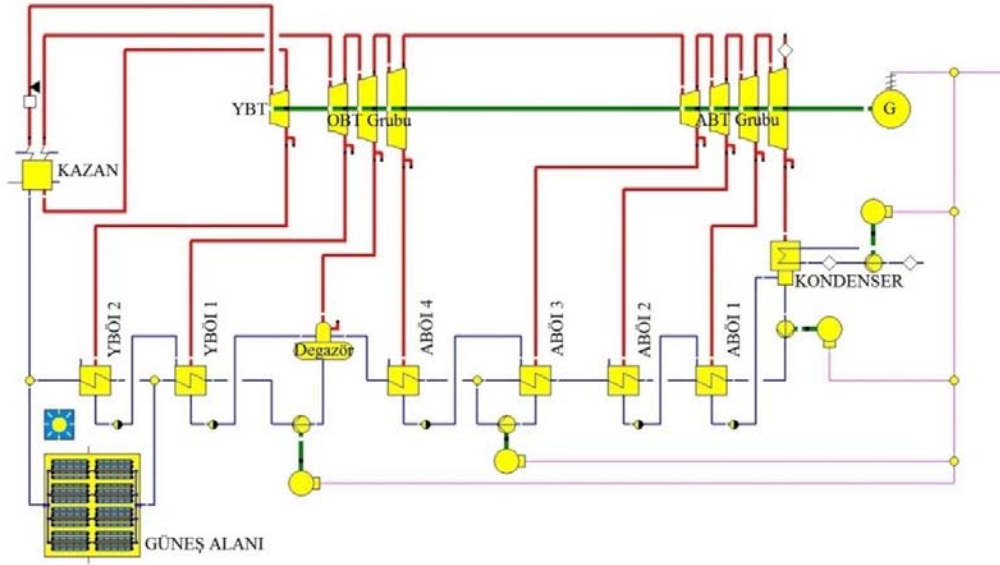 YBT
OBT Grubu
ABT Grubu
G
KAZAN
KONDENSER
YBÖI 2
YBÖI 1
Degazör
ABÖI 4
ABÖI 3
ABÖI 2
ABÖI 1
GÜNEŞ ALANI